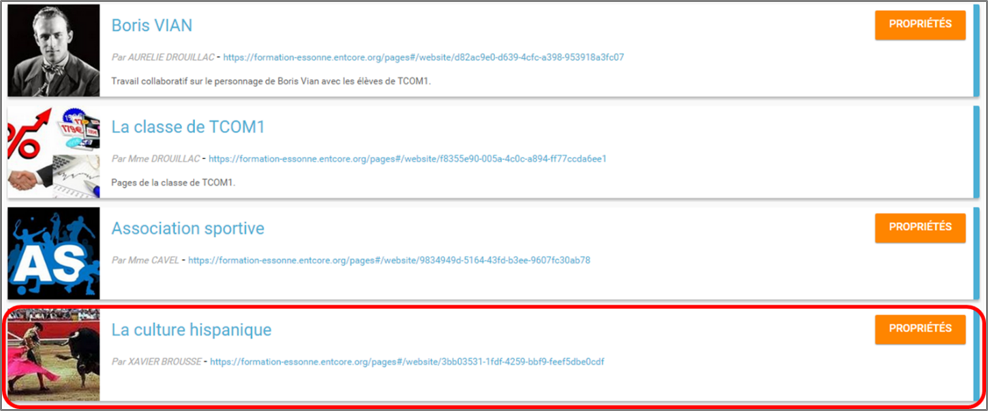 Boris VIAN
PROPRIÉTÉS
Par AURELIE DROUILLAC - https://formation-essonne.entcore.org/pages#/website/d82ac9e0-d639-4cfc-a398-953918a3fc07
Travail collaboratif sur le personnage de Boris Vian avec les élèves de TCOM1.
%
La classe de TCOM1
Par Mme DROUILLAC - https://formation-essonne.entcore.org/pages#/website/f8355e90-005a-4c0c-a894-ff77ccda6ee1
Pages de la classe de TCOM1.
AS
Association sportive
PROPRIÉTÉS
Par Mme CAVEL - https://formation-essonne.entcore.org/pages#/website/9834949d-5164-43fd-b3ee-9607fc30ab78
La culture hispanique
PROPRIÉTÉS
Par XAVIER BROUSSE - https://formation-essonne.entcore.org/pages#/website/3bb03531-1fdf-4259-bbf9-feef5dbe0cdf